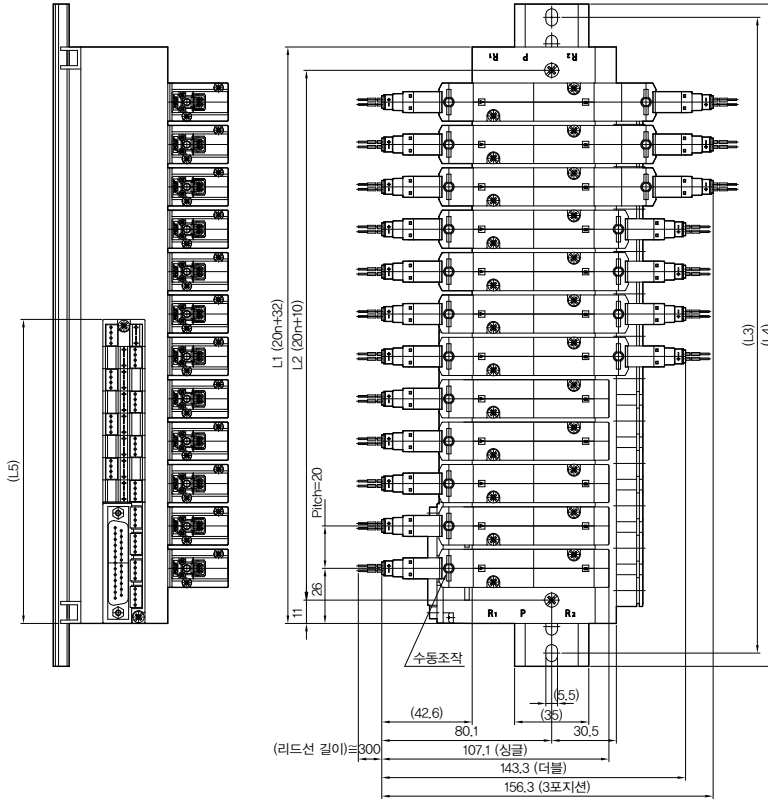 R₁ P R₂
L1 (20n+32)
L2 (20n+10)
(L3)
(L4)
(L5)
Pitch=20
26
11
R₁ P R₂
수동조작
(5.5)
(42.6)
(35)
80.1
30.5
(리드선 길이)≅300
107.1 (싱글)
143.3 (더블)
156.3 (3포지션)